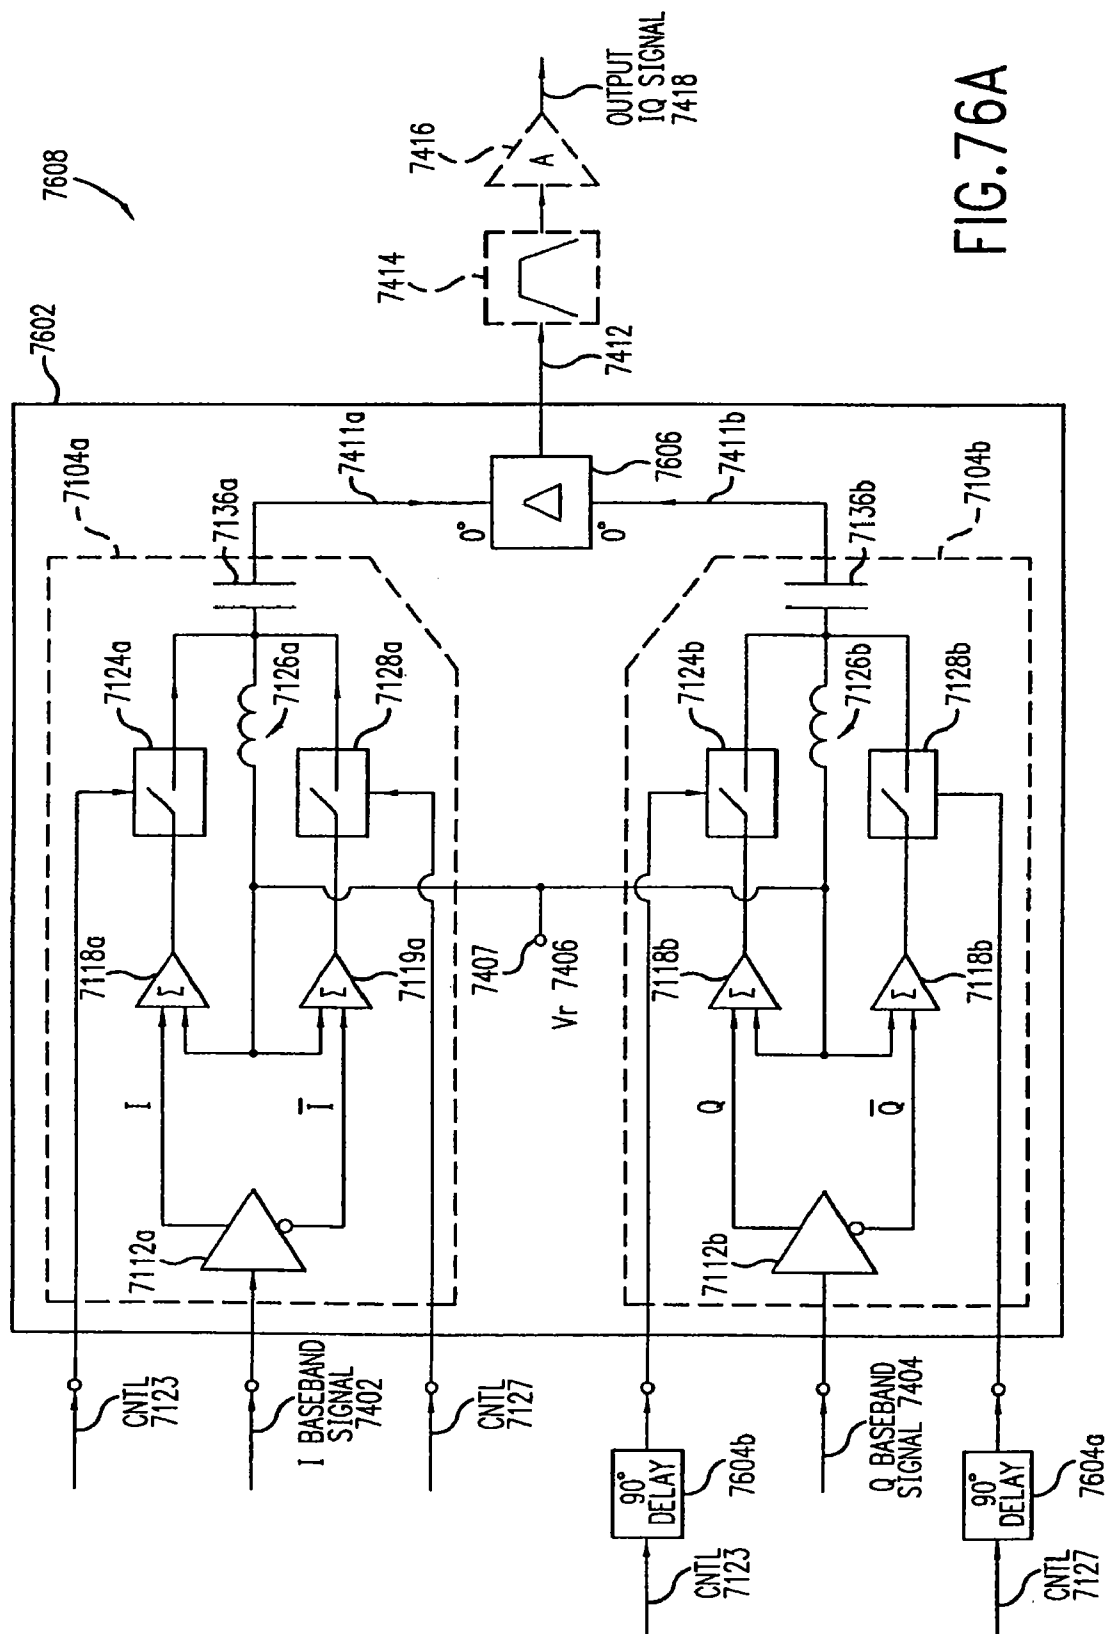 7608
7602
7104a
7136a
7124a
7126a
7128a
7118a
Σ
7119a
Σ
I
I̅
7112a
CNTL
7123
I BASEBAND
SIGNAL
7402
CNTL
7127
7411a
0°
0°
7606
7411b
7412
7414
7416
A
OUTPUT
IQ SIGNAL
7418
7407
Vr 7406
7104b
7136b
7124b
7126b
7128b
7118b
Σ
7118b
Σ
Q
Q̅
7112b
90°
DELAY
7604b
CNTL
7123
Q BASEBAND
SIGNAL 7404
90°
DELAY
7604a
CNTL
7127
FIG.76A